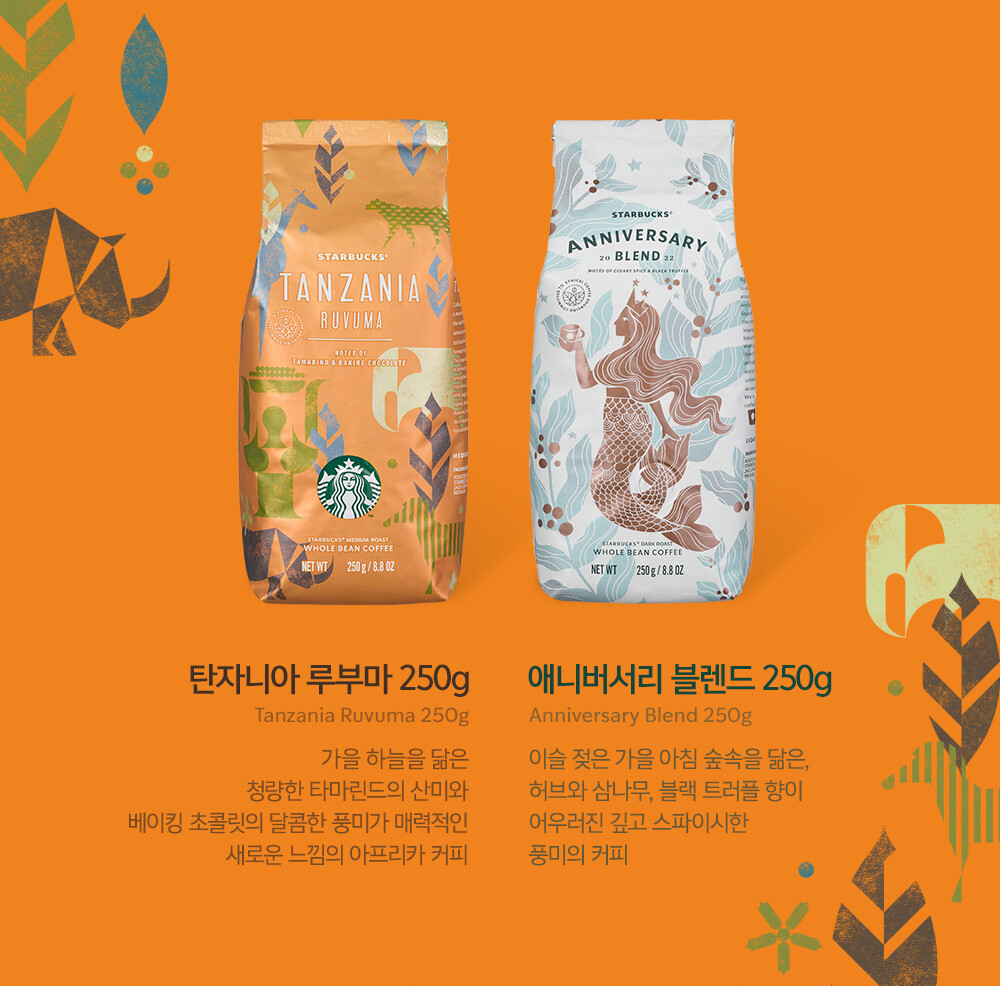 STARBUCKS®
TANZANIA
RUVUMA
NOTES OF
TAMARIND & BAKING CHOCOLATE
STARBUCKS® MEDIUM ROAST
WHOLE BEAN COFFEE
NET WT 250 g / 8.8 OZ
STARBUCKS®
ANNIVERSARY
20 BLEND 22
NOTES OF CEDARY SPICE & BLACK TRUFFLE
STARBUCKS® DARK ROAST
WHOLE BEAN COFFEE
NET WT 250 g / 8.8 OZ
탄자니아 루부마 250g
Tanzania Ruvuma 250g
가을 하늘을 닮은
청량한 타마린드의 산미와
베이킹 초콜릿의 달콤한 풍미가 매력적인
새로운 느낌의 아프리카 커피
애니버서리 블렌드 250g
Anniversary Blend 250g
이슬 젖은 가을 아침 숲속을 닮은,
허브와 삼나무, 블랙 트러플 향이
어우러진 깊고 스파이시한
풍미의 커피